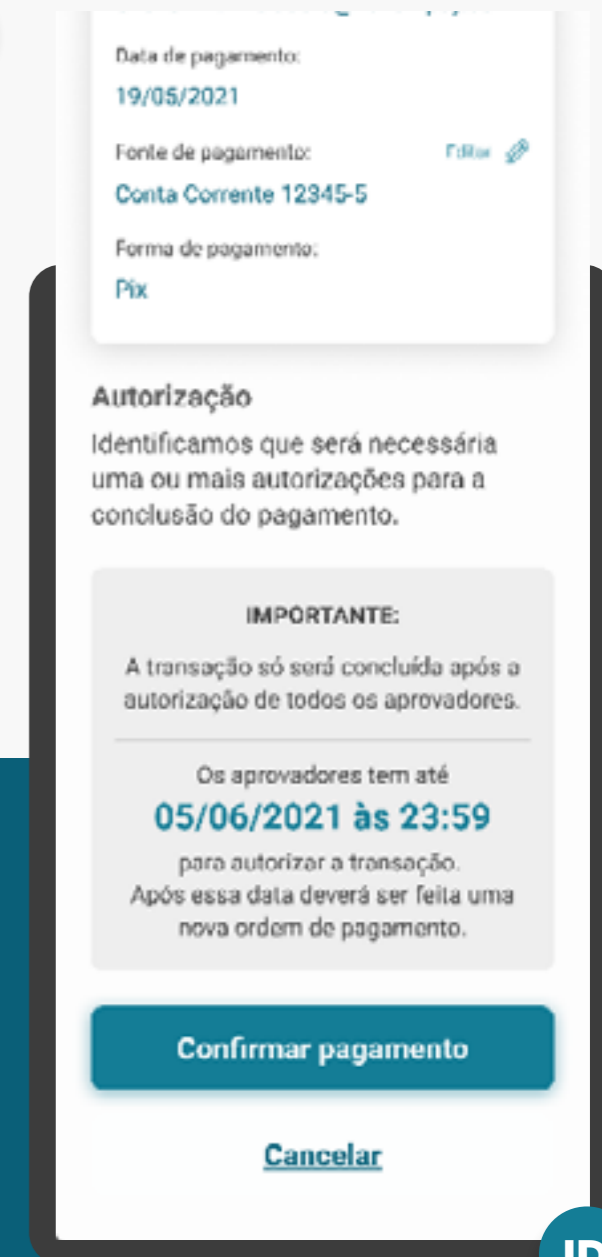 Data de pagamento:
19/05/2021
Fonte de pagamento:
Editar
Conta Corrente 12345-5
Forma de pagamento:
Pix
Autorização
Identificamos que será necessária
uma ou mais autorizações para a
conclusão do pagamento.
IMPORTANTE:
A transação só será concluída após a
autorização de todos os aprovadores.
Os aprovadores tem até
05/06/2021 às 23:59
para autorizar a transação.
Após essa data deverá ser feita uma
nova ordem de pagamento.
Confirmar pagamento
Cancelar